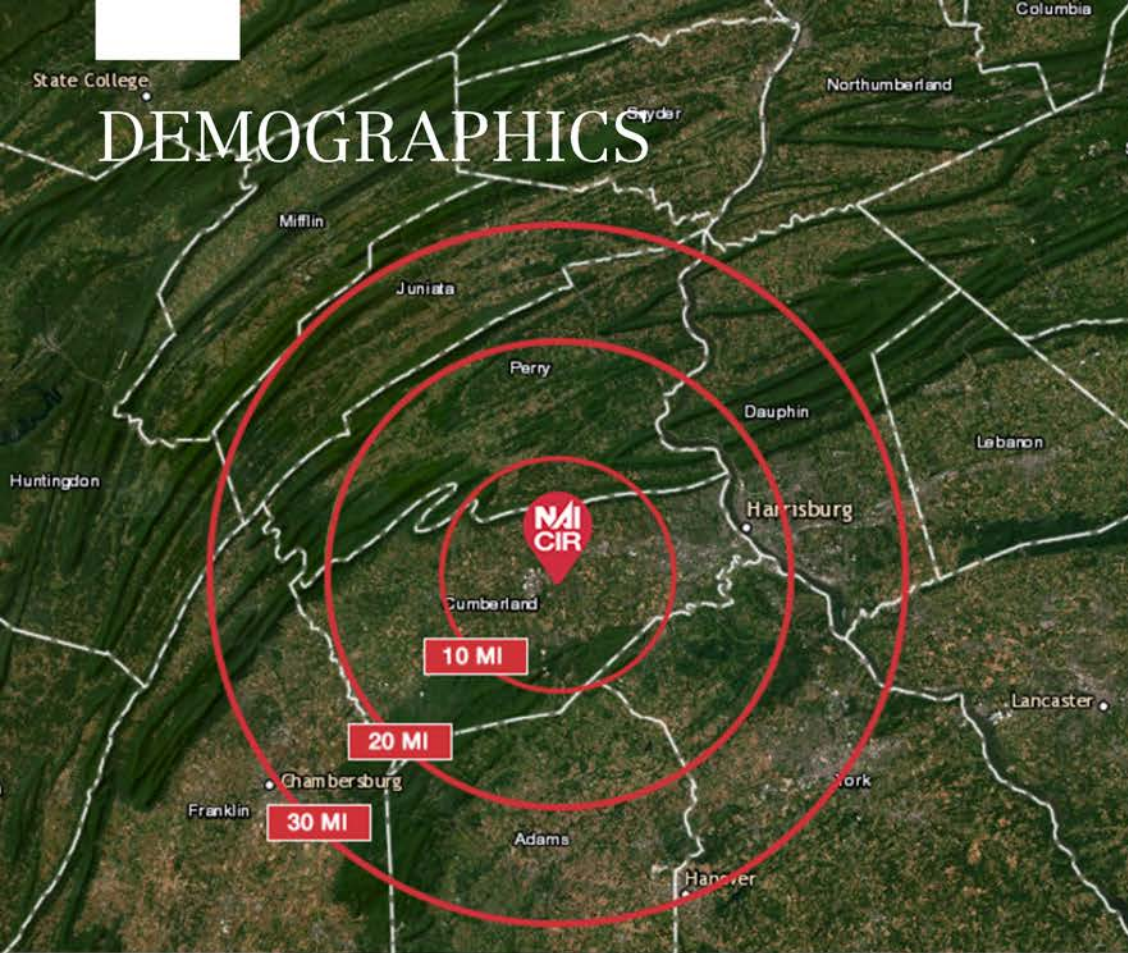 Columbia
State College
Northumberland
Snyder
DEMOGRAPHICS
Mifflin
Juniata
Perry
Dauphin
Lebanon
Huntingdon
Harrisburg
NAI
CIR
Cumberland
10 MI
Lancaster
20 MI
Chambersburg
York
Franklin
30 MI
Adams
Hanover